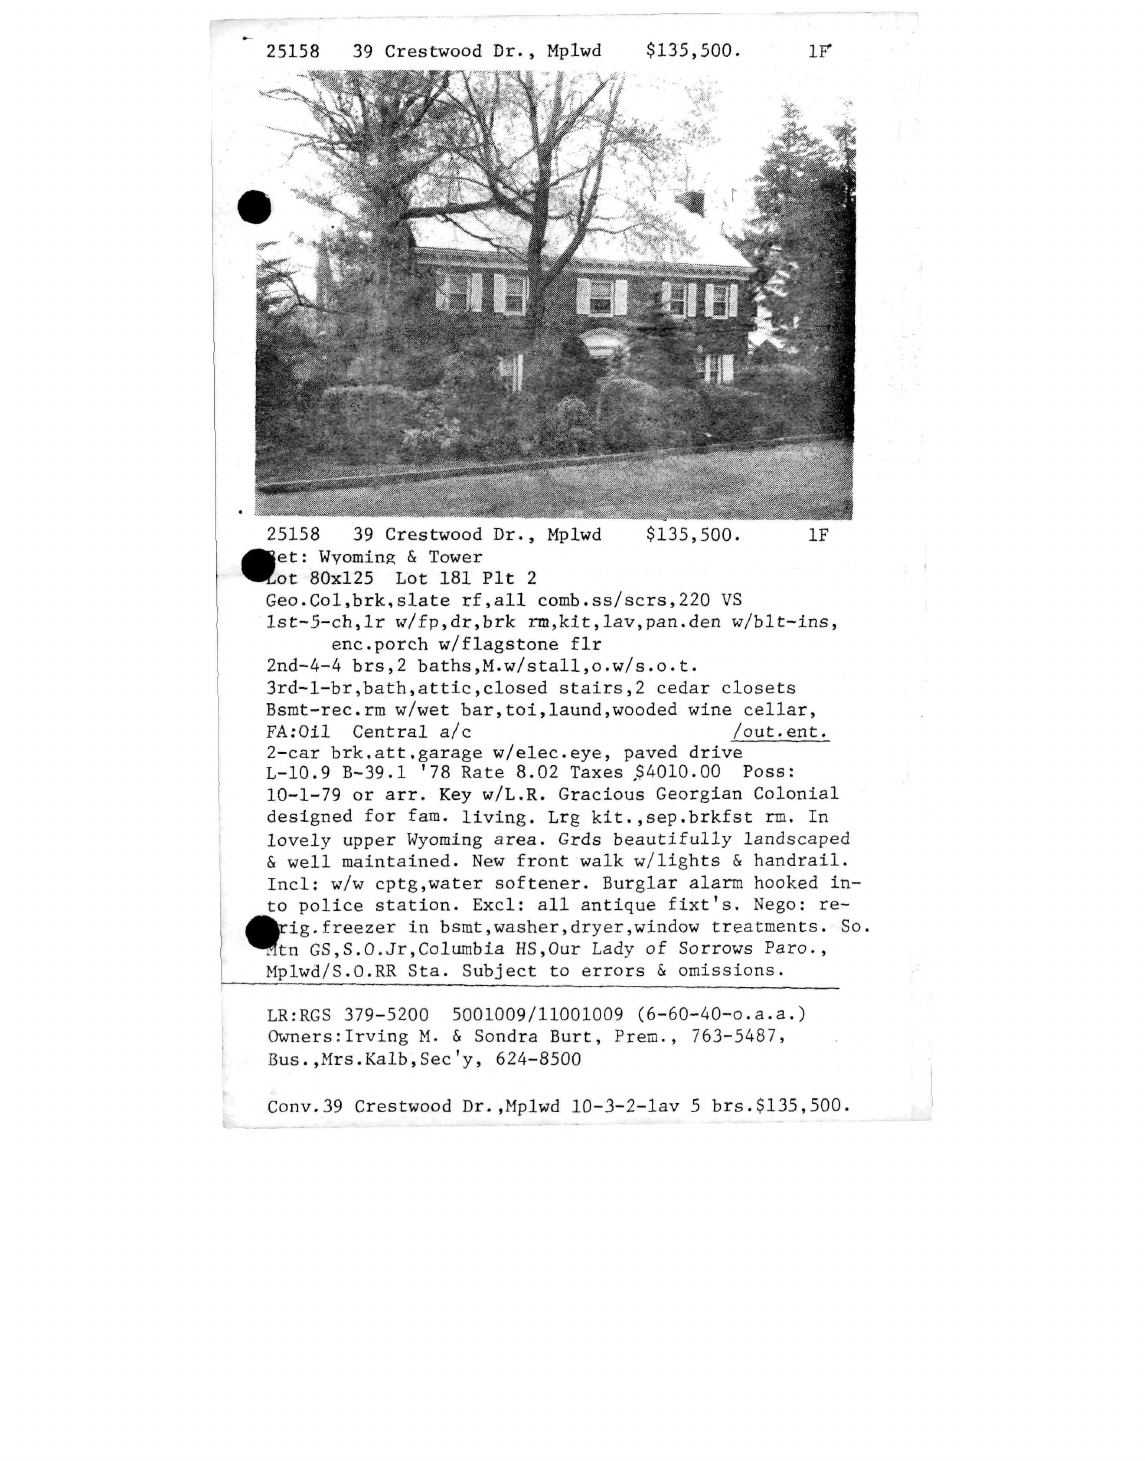 25158 39 Crestwood Dr., Mplwd $135,500. 1F
25158 39 Crestwood Dr., Mplwd $135,500. 1F
et: Wyoming & Tower
Lot 80x125 Lot 181 Plt 2
Geo.Col,brk,slate rf,all comb.ss/scrs,220 VS
1st-5-ch,lr w/fp,dr,brk rm,kit,lav,pan.den w/blt-ins,
enc.porch w/flagstone flr
2nd-4-4 brs,2 baths,M.w/stall,o.w/s.o.t.
3rd-1-br,bath,attic,closed stairs,2 cedar closets
Bsmt-rec.rm w/wet bar,toi,laund,wooded wine cellar,
FA:Oil Central a/c /out.ent.
2-car brk.att.garage w/elec.eye, paved drive
L-10.9 B-39.1 '78 Rate 8.02 Taxes $4010.00 Poss:
10-1-79 or arr. Key w/L.R. Gracious Georgian Colonial
designed for fam. living. Lrg kit.,sep.brkfst rm. In
lovely upper Wyoming area. Grds beautifully landscaped
& well maintained. New front walk w/lights & handrail.
Incl: w/w cptg,water softener. Burglar alarm hooked in-
to police station. Excl: all antique fixt's. Nego: re-
rig.freezer in bsmt,washer,dryer,window treatments. So.
Mtn GS,S.O.Jr,Columbia HS,Our Lady of Sorrows Paro.,
Mplwd/S.O.RR Sta. Subject to errors & omissions.
LR:RGS 379-5200 5001009/11001009 (6-60-40-o.a.a.)
Owners:Irving M. & Sondra Burt, Prem., 763-5487,
Bus.,Mrs.Kalb,Sec'y, 624-8500
Conv.39 Crestwood Dr.,Mplwd 10-3-2-lav 5 brs.$135,500.